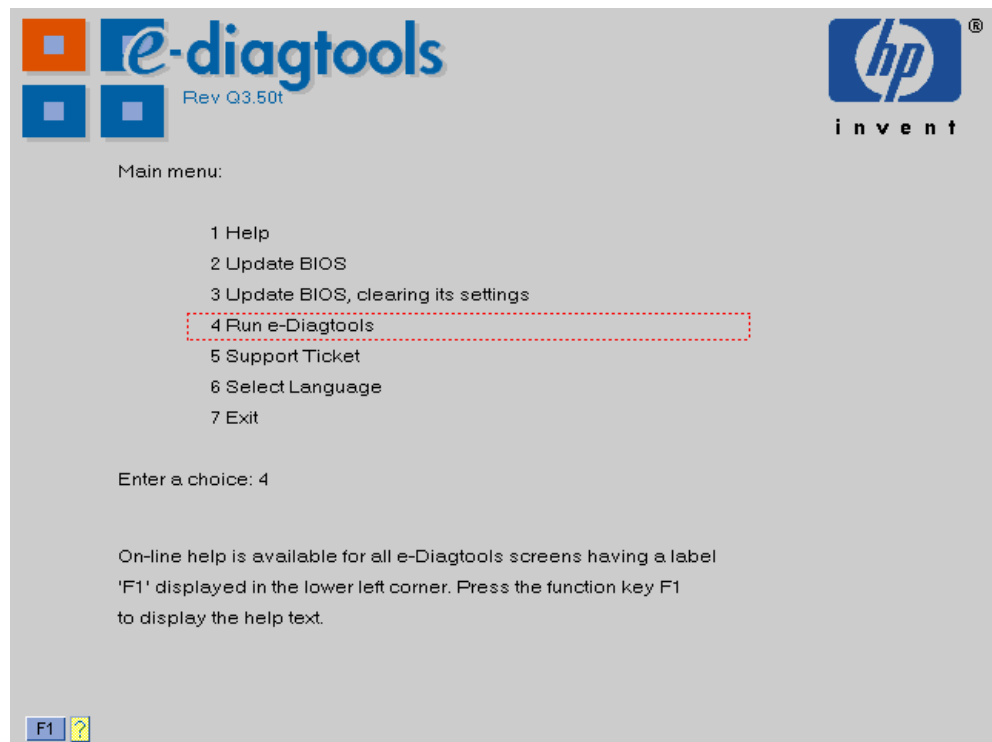 e-diagtools
Rev Q3.50t
hp
®
invent
Main menu:
1 Help
2 Update BIOS
3 Update BIOS, clearing its settings
4 Run e-Diagtools
5 Support Ticket
6 Select Language
7 Exit
Enter a choice: 4
On-line help is available for all e-Diagtools screens having a label
'F1' displayed in the lower left corner. Press the function key F1
to display the help text.
F1 ?